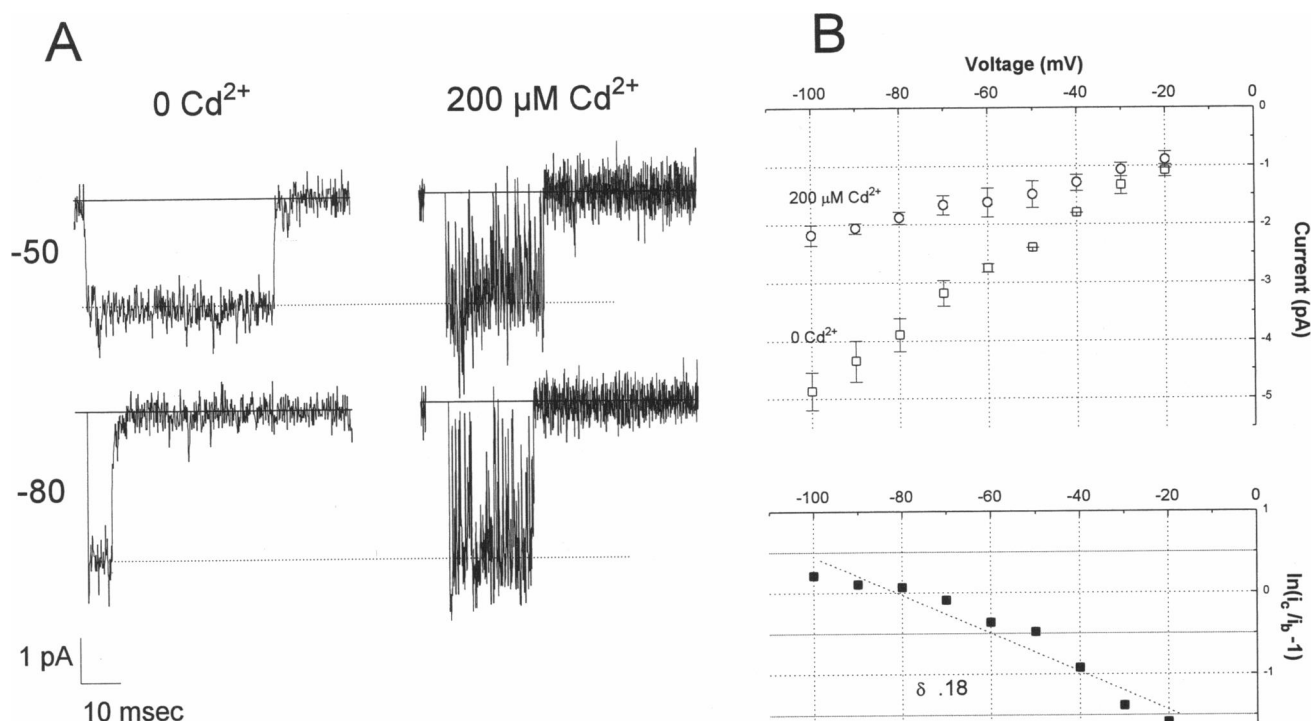 A
0 Cd²⁺
200 µM Cd²⁺
-50
-80
1 pA
10 msec
B
Voltage (mV)
-100 -80 -60 -40 -20 0
0
-1
-2
-3
-4
-5
Current (pA)
200 µM Cd²⁺
0 Cd²⁺
-100 -80 -60 -40 -20 0
1
0
-1
ln(i_c/i_b-1)
δ .18